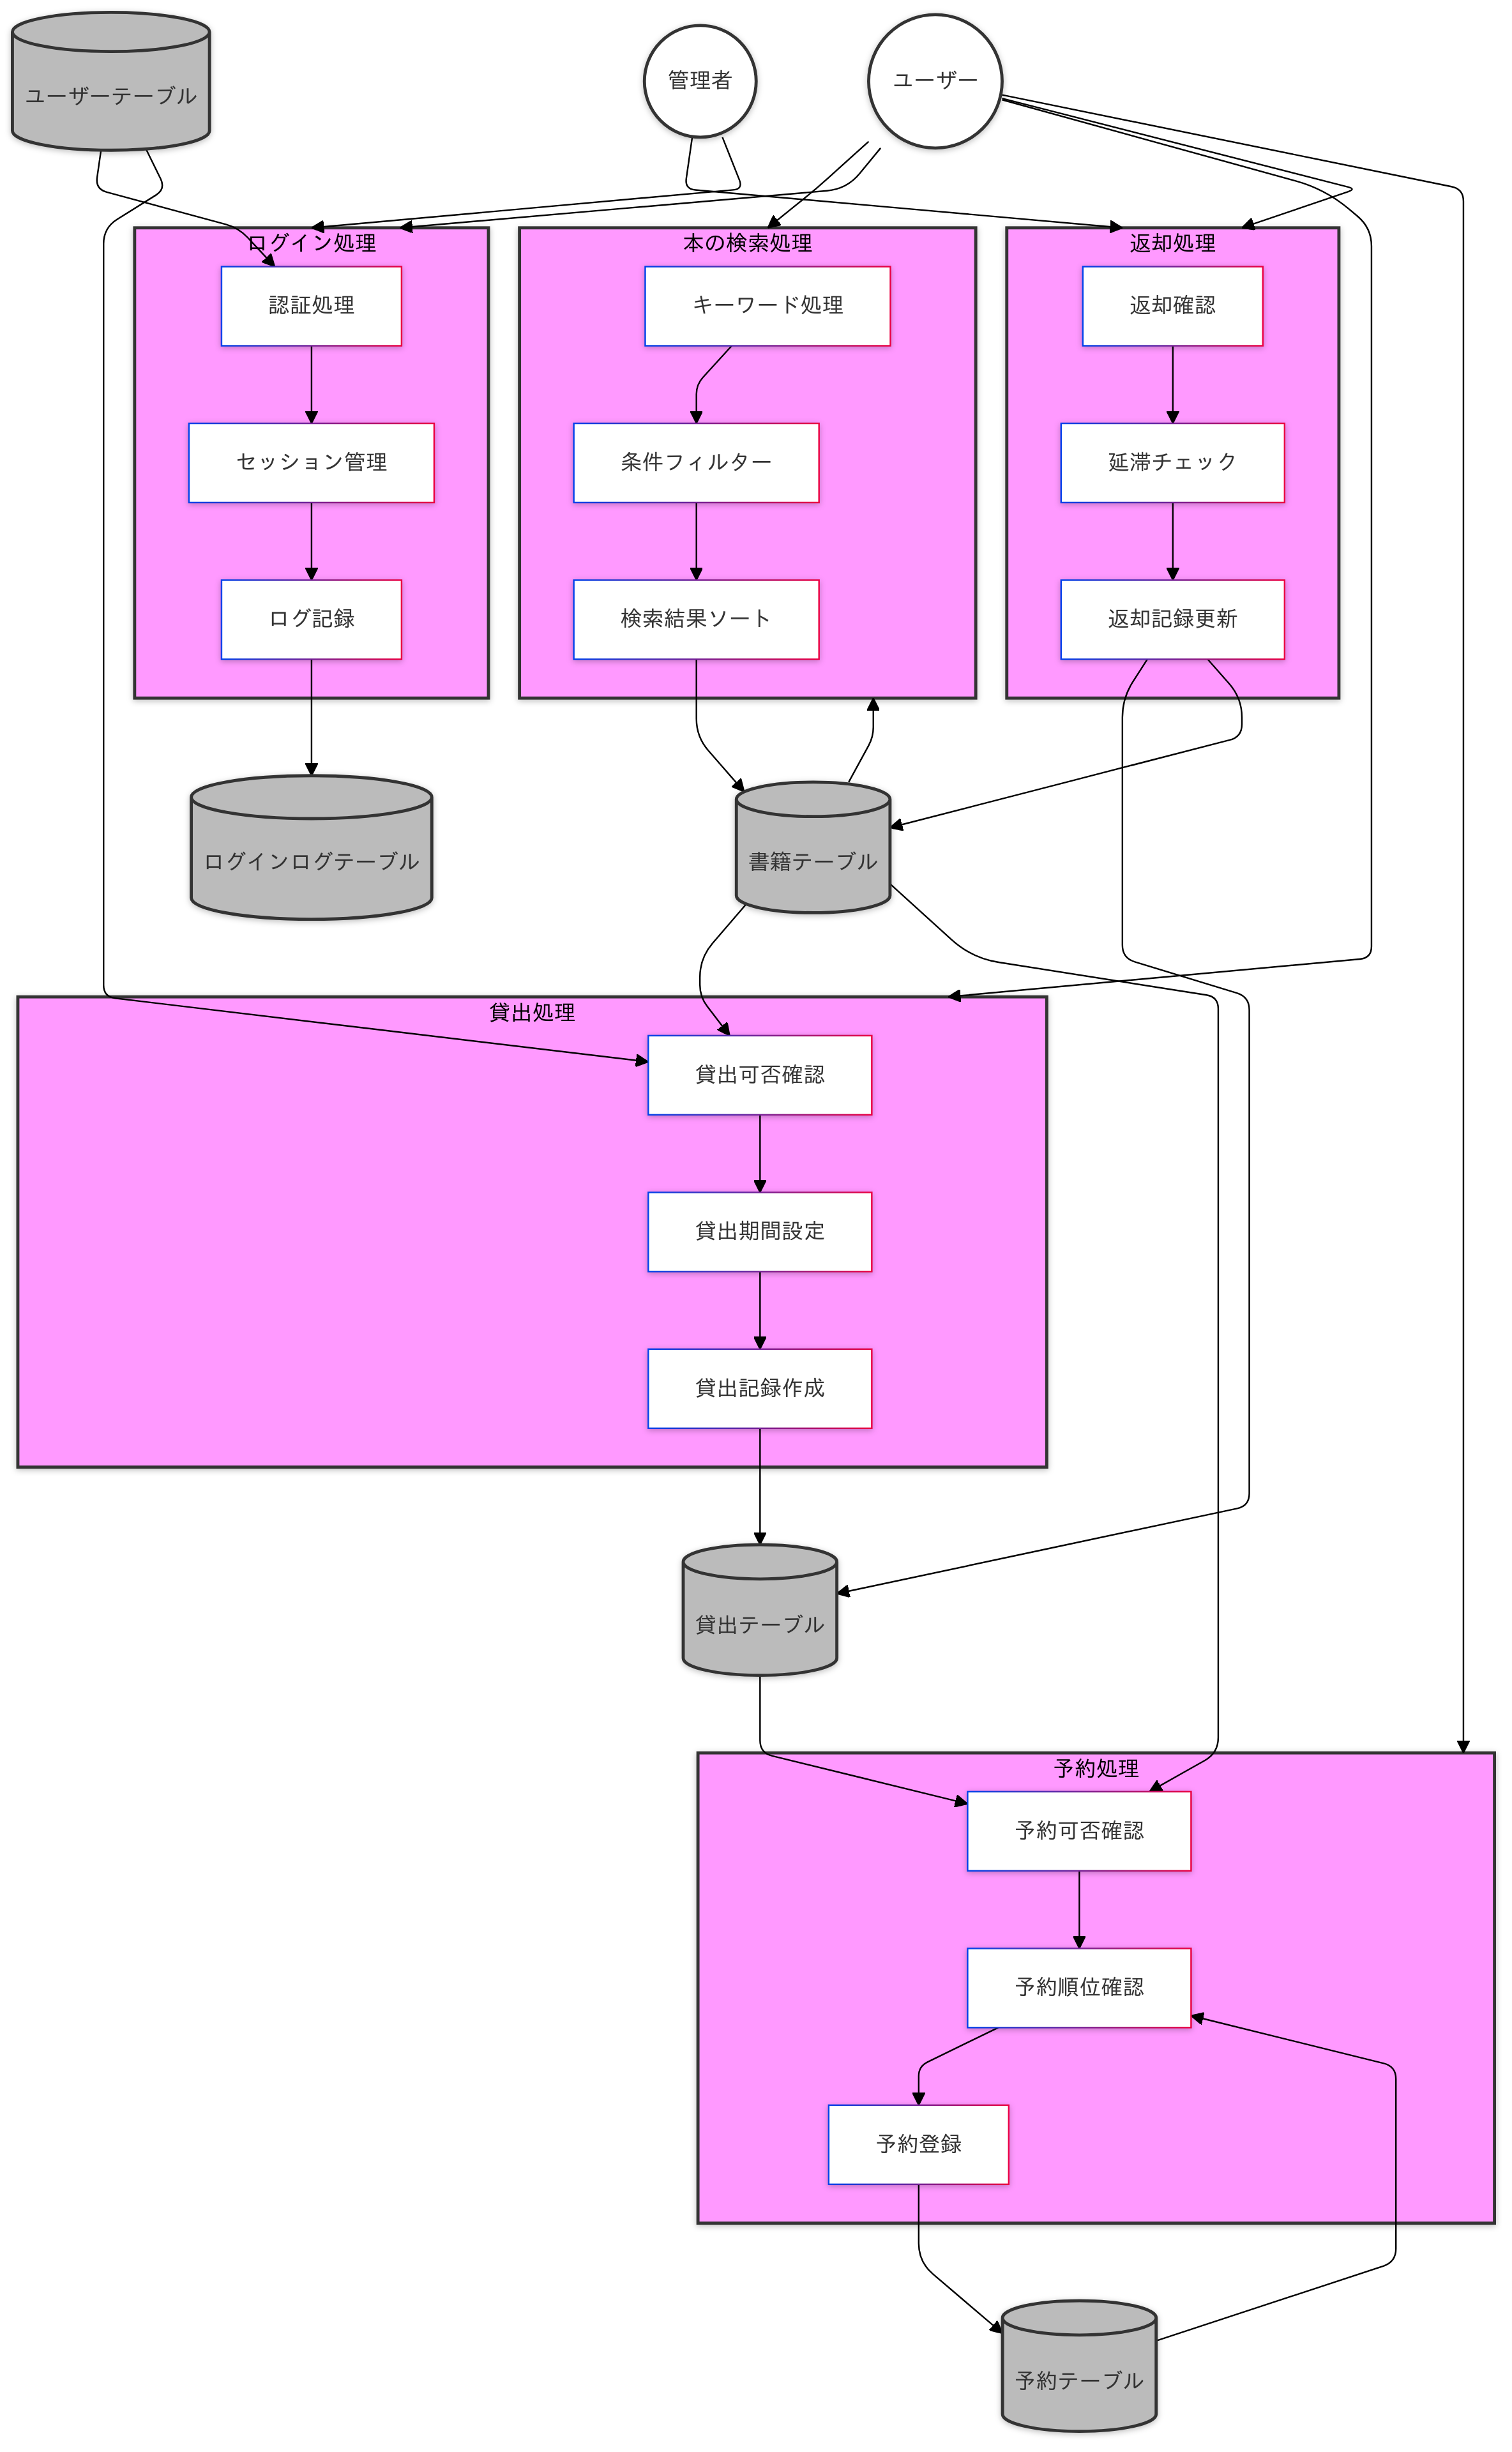 ユーザーテーブル
管理者
ユーザー
ログイン処理
本の検索処理
返却処理
認証処理
キーワード処理
返却確認
セッション管理
条件フィルター
延滞チェック
ログ記録
検索結果ソート
返却記録更新
ログインログテーブル
書籍テーブル
貸出処理
貸出可否確認
貸出期間設定
貸出記録作成
貸出テーブル
予約処理
予約可否確認
予約順位確認
予約登録
予約テーブル